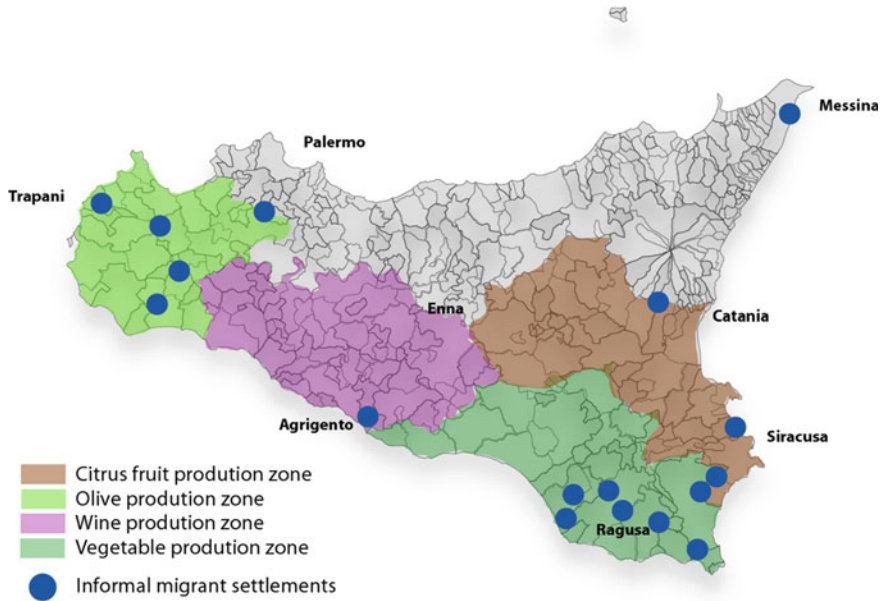 Messina
Palermo
Trapani
Enna
Catania
Agrigento
Siracusa
Ragusa
Citrus fruit prodution zone
Olive prodution zone
Wine prodution zone
Vegetable prodution zone
Informal migrant settlements